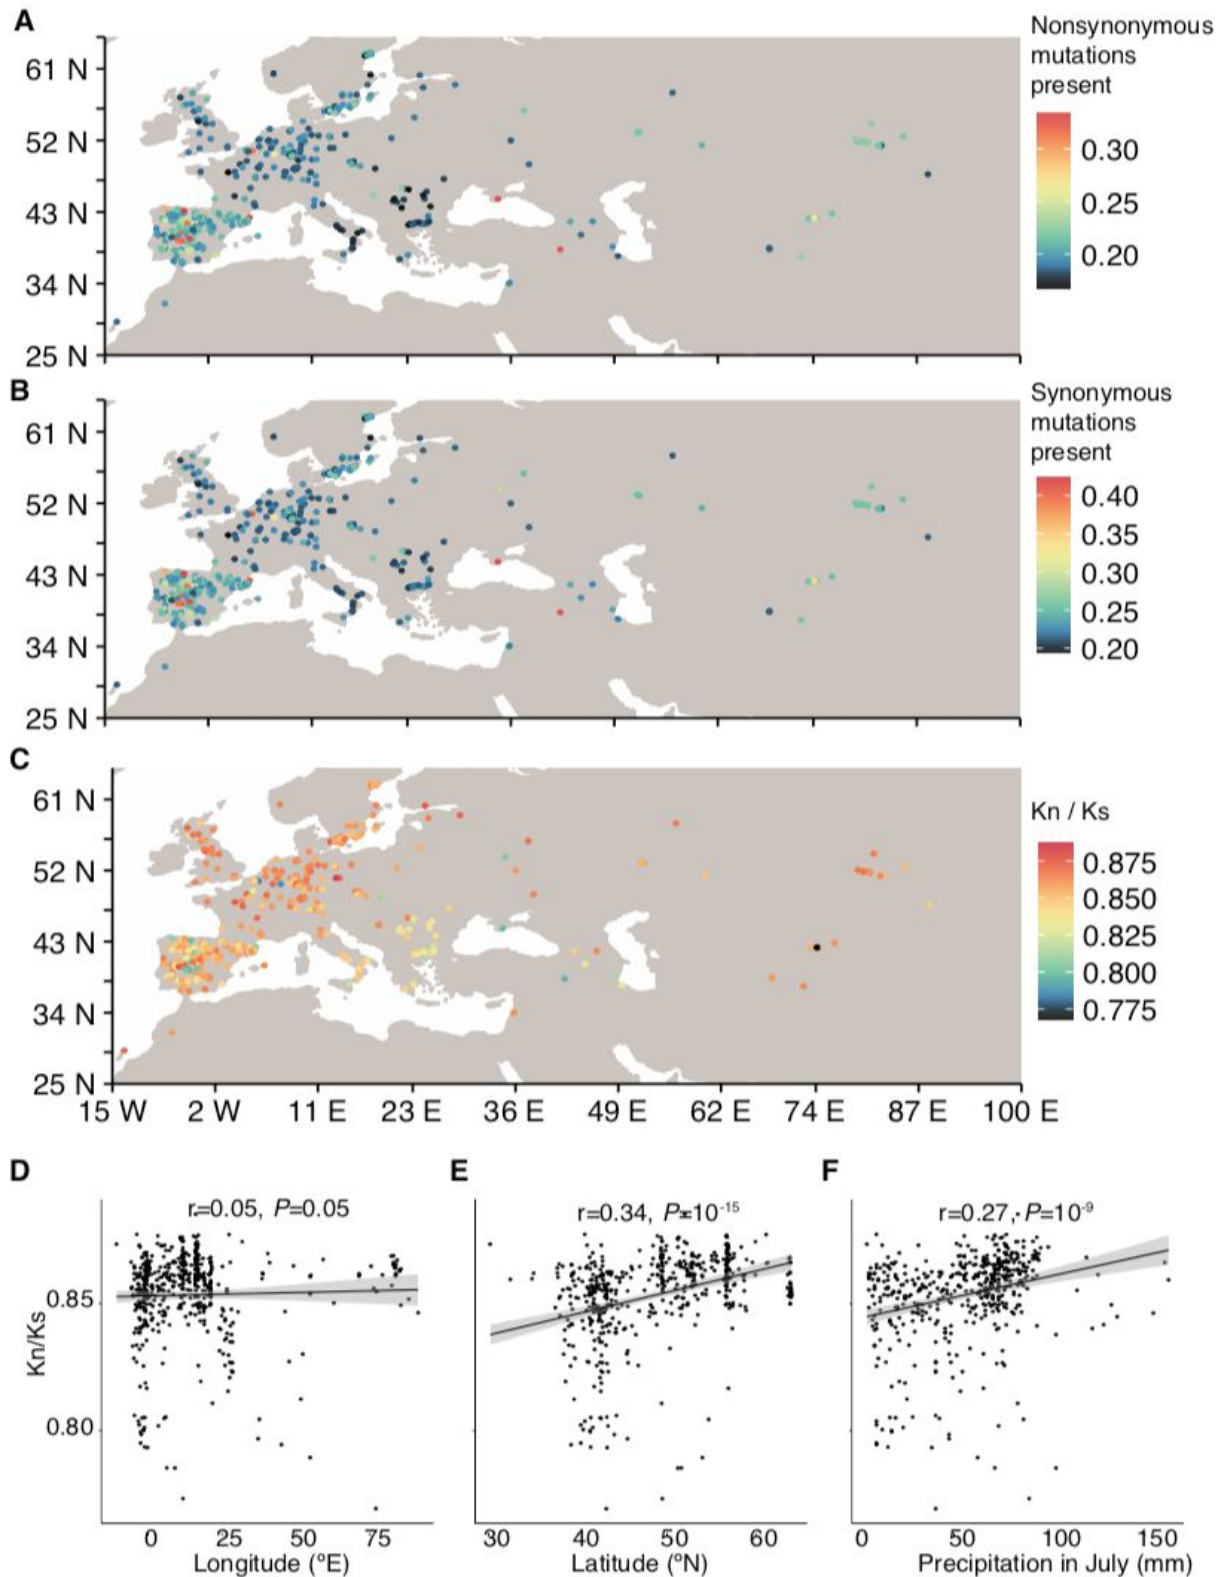 A
Nonsynonymous
mutations
present
61 N
52 N
43 N
34 N
25 N
0.30
0.25
0.20
B
Synonymous
mutations
present
61 N
52 N
43 N
34 N
25 N
0.40
0.35
0.30
0.25
0.20
C
Kn / Ks
61 N
52 N
43 N
34 N
25 N
0.875
0.850
0.825
0.800
0.775
15 W 2 W 11 E 23 E 36 E 49 E 62 E 74 E 87 E 100 E
D E F
r=0.05, P=0.05
r=0.34, P=10-15
r=0.27, P=10-9
Kn/Ks
0.85
0.80
0 25 50 75
30 40 50 60
0 50 100 150
Longitude (ºE)
Latitude (ºN)
Precipitation in July (mm)